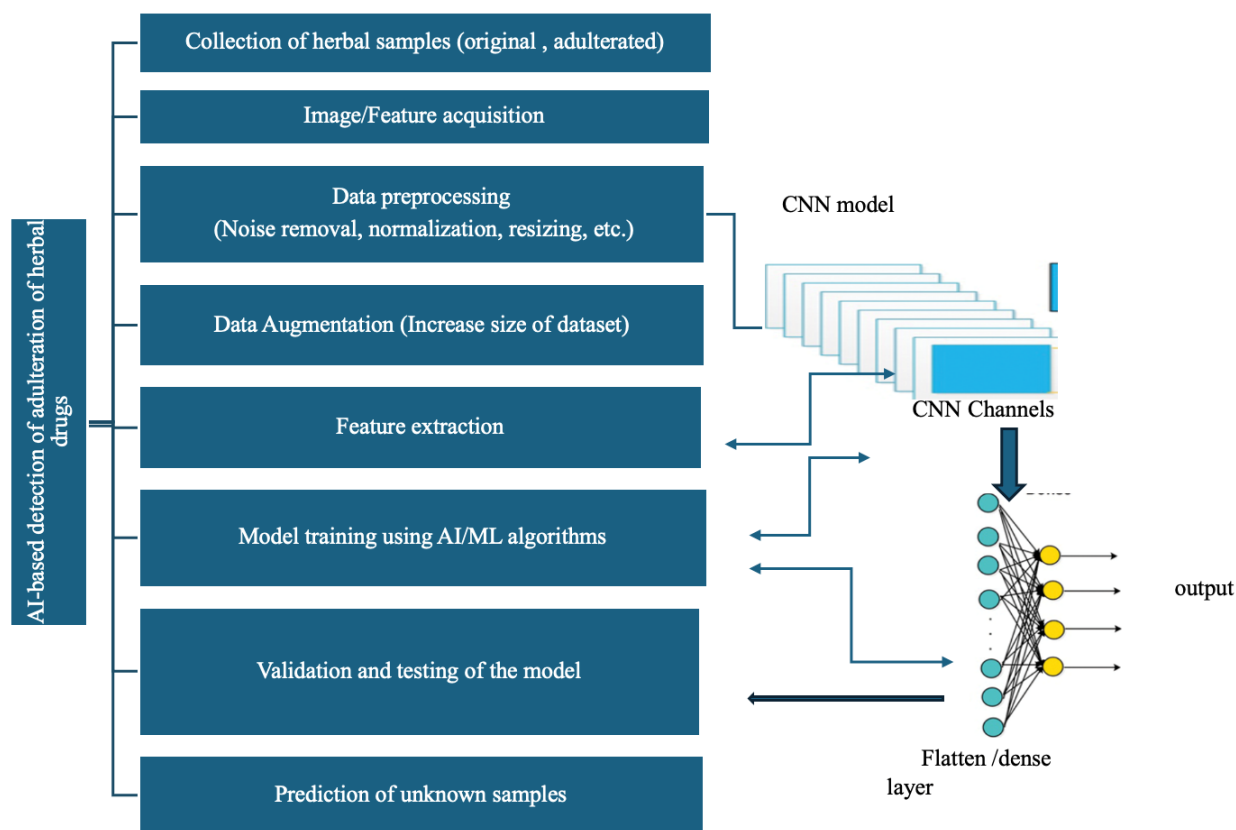 AI-based detection of adulteration of herbal
drugs
Collection of herbal samples (original , adulterated)
Image/Feature acquisition
Data preprocessing
(Noise removal, normalization, resizing, etc.)
Data Augmentation (Increase size of dataset)
Feature extraction
Model training using AI/ML algorithms
Validation and testing of the model
Prediction of unknown samples
CNN model
CNN Channels
output
Flatten /dense
layer